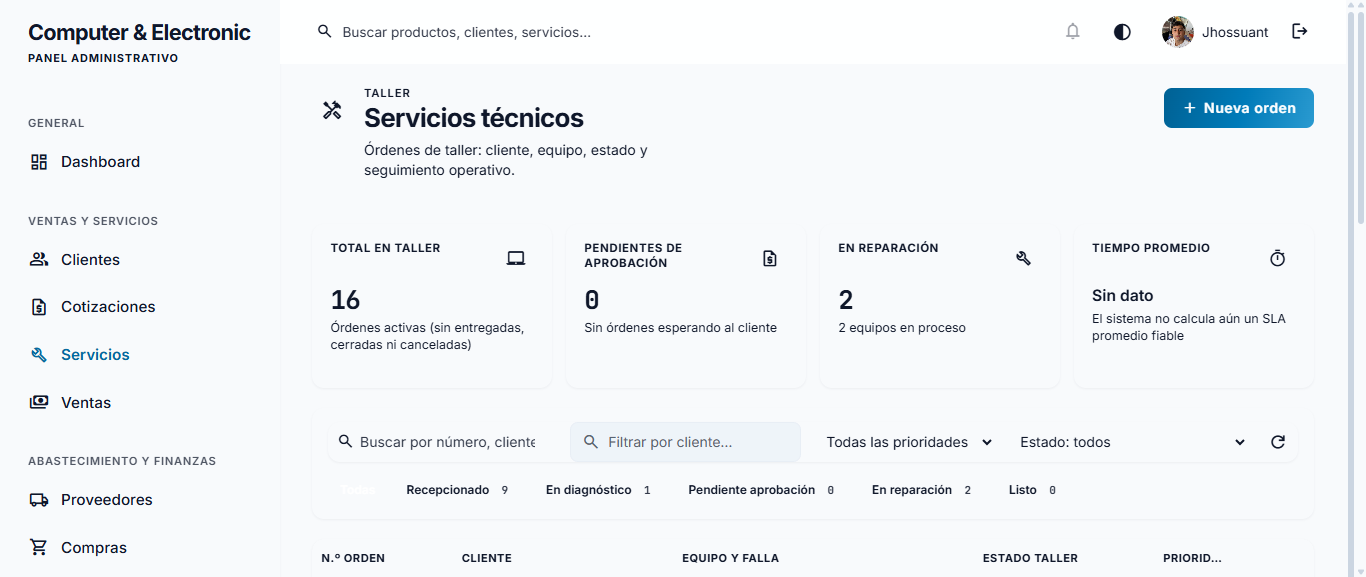 Computer & Electronic
PANEL ADMINISTRATIVO
GENERAL
Dashboard
VENTAS Y SERVICIOS
Clientes
Cotizaciones
Servicios
Ventas
ABASTECIMIENTO Y FINANZAS
Proveedores
Compras
Buscar productos, clientes, servicios...
Jhossuant
TALLER
Servicios técnicos
Órdenes de taller: cliente, equipo, estado y
seguimiento operativo.
+ Nueva orden
TOTAL EN TALLER
16
Órdenes activas (sin entregadas,
cerradas ni canceladas)
PENDIENTES DE
APROBACIÓN
0
Sin órdenes esperando al cliente
EN REPARACIÓN
2
2 equipos en proceso
TIEMPO PROMEDIO
Sin dato
El sistema no calcula aún un SLA
promedio fiable
Buscar por número, cliente
Filtrar por cliente...
Todas las prioridades
Estado: todos
Todos
Recepcionado 9
En diagnóstico 1
Pendiente aprobación 0
En reparación 2
Listo 0
N.º ORDEN
CLIENTE
EQUIPO Y FALLA
ESTADO TALLER
PRIORID...